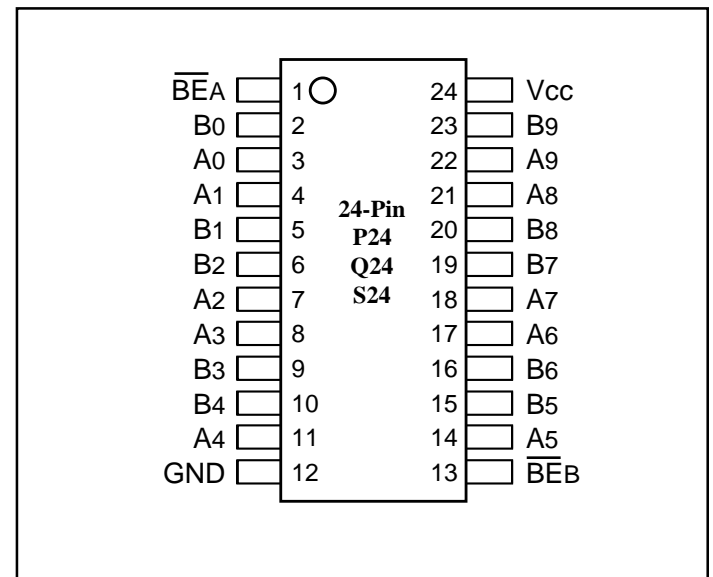 B̅E̅A 1 24 Vcc
B0 2 23 B9
A0 3 22 A9
A1 4 21 A8
B1 5 20 B8
B2 6 19 B7
A2 7 18 A7
A3 8 17 A6
B3 9 16 B6
B4 10 15 B5
A4 11 14 A5
GND 12 13 B̅E̅B
24-Pin
P24
Q24
S24